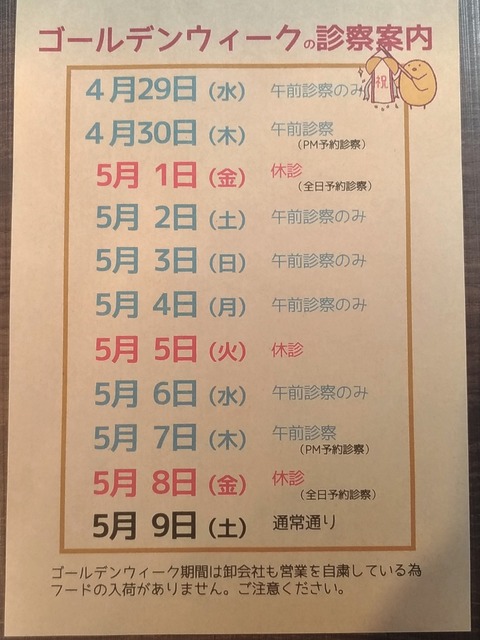 ゴールデンウィークの診察案内
祝
4月29日(水) 午前診察のみ
4月30日(木) 午前診察
(PM予約診察)
5月 1日(金) 休診
(全日予約診察)
5月 2日(土) 午前診察のみ
5月 3日(日) 午前診察のみ
5月 4日(月) 午前診察のみ
5月 5日(火) 休診
5月 6日(水) 午前診察のみ
5月 7日(木) 午前診察
(PM予約診察)
5月 8日(金) 休診
(全日予約診察)
5月 9日(土) 通常通り
ゴールデンウィーク期間は卸会社も営業を自粛している為
フードの入荷がありません。ご注意ください。